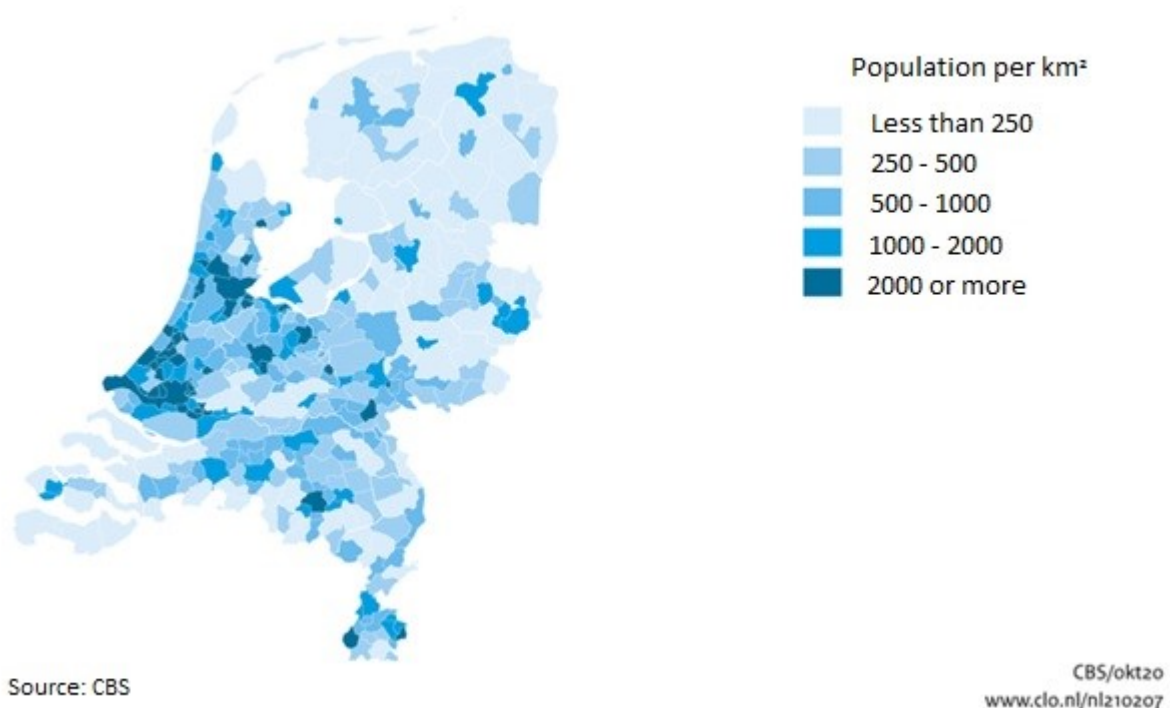 Population per km²
Less than 250
250 - 500
500 - 1000
1000 - 2000
2000 or more
Source: CBS
CBS/okt20
www.clo.nl/nl210207